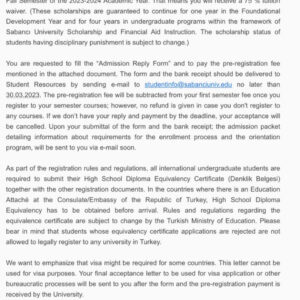 Fall Semester of the 2023-2024 Academic Year. That means you will receive a 75 % tuition
waiver. (These scholarships are guaranteed to continue for one year in the Foundational
Development Year and for four years in undergraduate programs within the framework of
Sabancı University Scholarship and Financial Aid Instruction. The scholarship status of
students having disciplinary punishment is subject to change.)
You are requested to fill the "Admission Reply Form" and to pay the pre-registration fee
mentioned in the attached document. The form and the bank receipt should be delivered to
Student Resources by sending e-mail to studentinfo@sabanciuniv.edu no later than
30.03.2023. The pre-registration fee will be subtracted from your first semester fee once you
register to your semester courses; however, no refund is given in case you don't register to
any courses. If we don't have your reply and payment by the deadline, your acceptance will
be cancelled. Upon your submittal of the form and the bank receipt; the admission packet
detailing information about requirements for the enrollment process and the orientation
program, will be sent to you via e-mail soon.
As part of the registration rules and regulations, all international undergraduate students are
required to submit their High School Diploma Equivalency Certificate (Denklik Belgesi)
together with the other registration documents. In the countries where there is an Education
Attaché at the Consulate/Embassy of the Republic of Turkey, High School Diploma
Equivalency has to be obtained before arrival. Rules and regulations regarding the
equivalence certificate are subject to change by the Turkish Ministry of Education. Please
bear in mind that students whose equivalency certificate applications are rejected are not
allowed to legally register to any university in Turkey.
We want to emphasize that visa might be required for some countries. This letter cannot be
used for visa purposes. Your final acceptance letter to be used for visa application or other
bureaucratic processes will be sent to you after the form and the pre-registration payment is
received by the University.